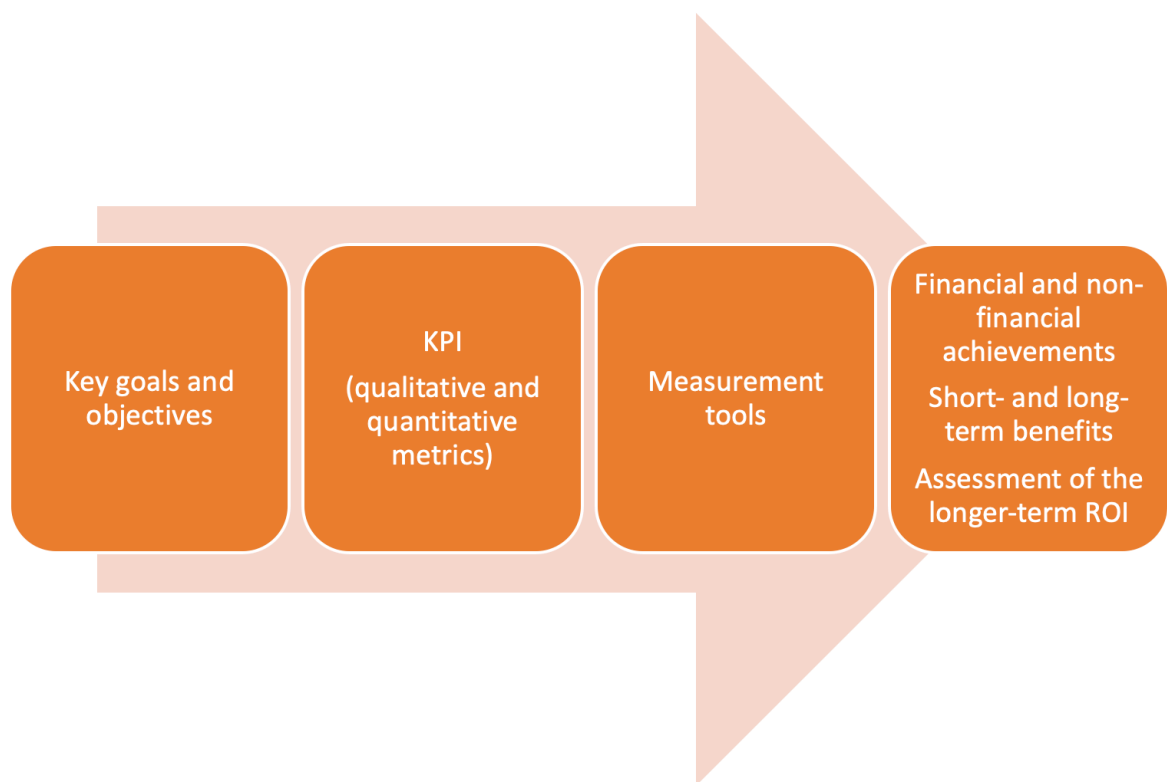 Key goals and
objectives
KPI
(qualitative and
quantitative
metrics)
Measurement
tools
Financial and non-
financial
achievements
Short- and long-
term benefits
Assessment of the
longer-term ROI